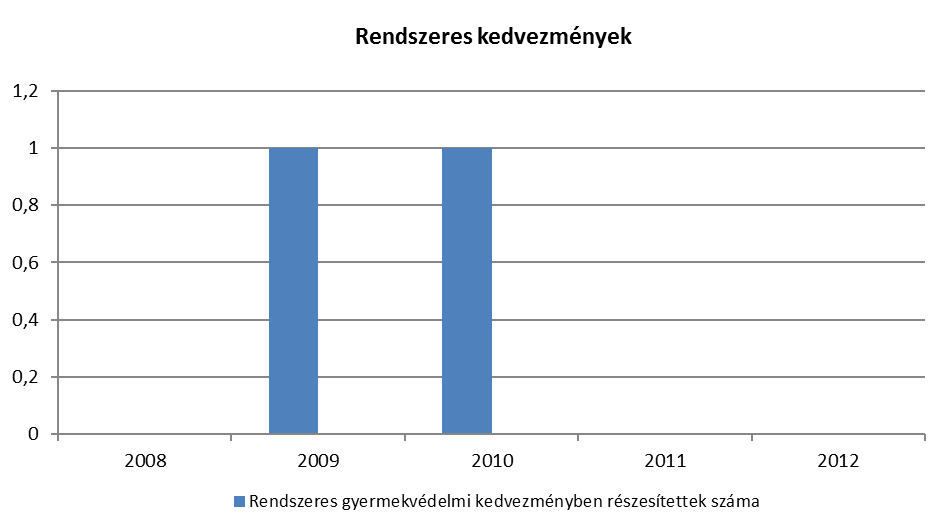 Rendszeres kedvezmények
1,2
1
0,8
0,6
0,4
0,2
0
2008 2009 2010 2011 2012
Rendszeres gyermekvédelmi kedvezményben részesítettek száma